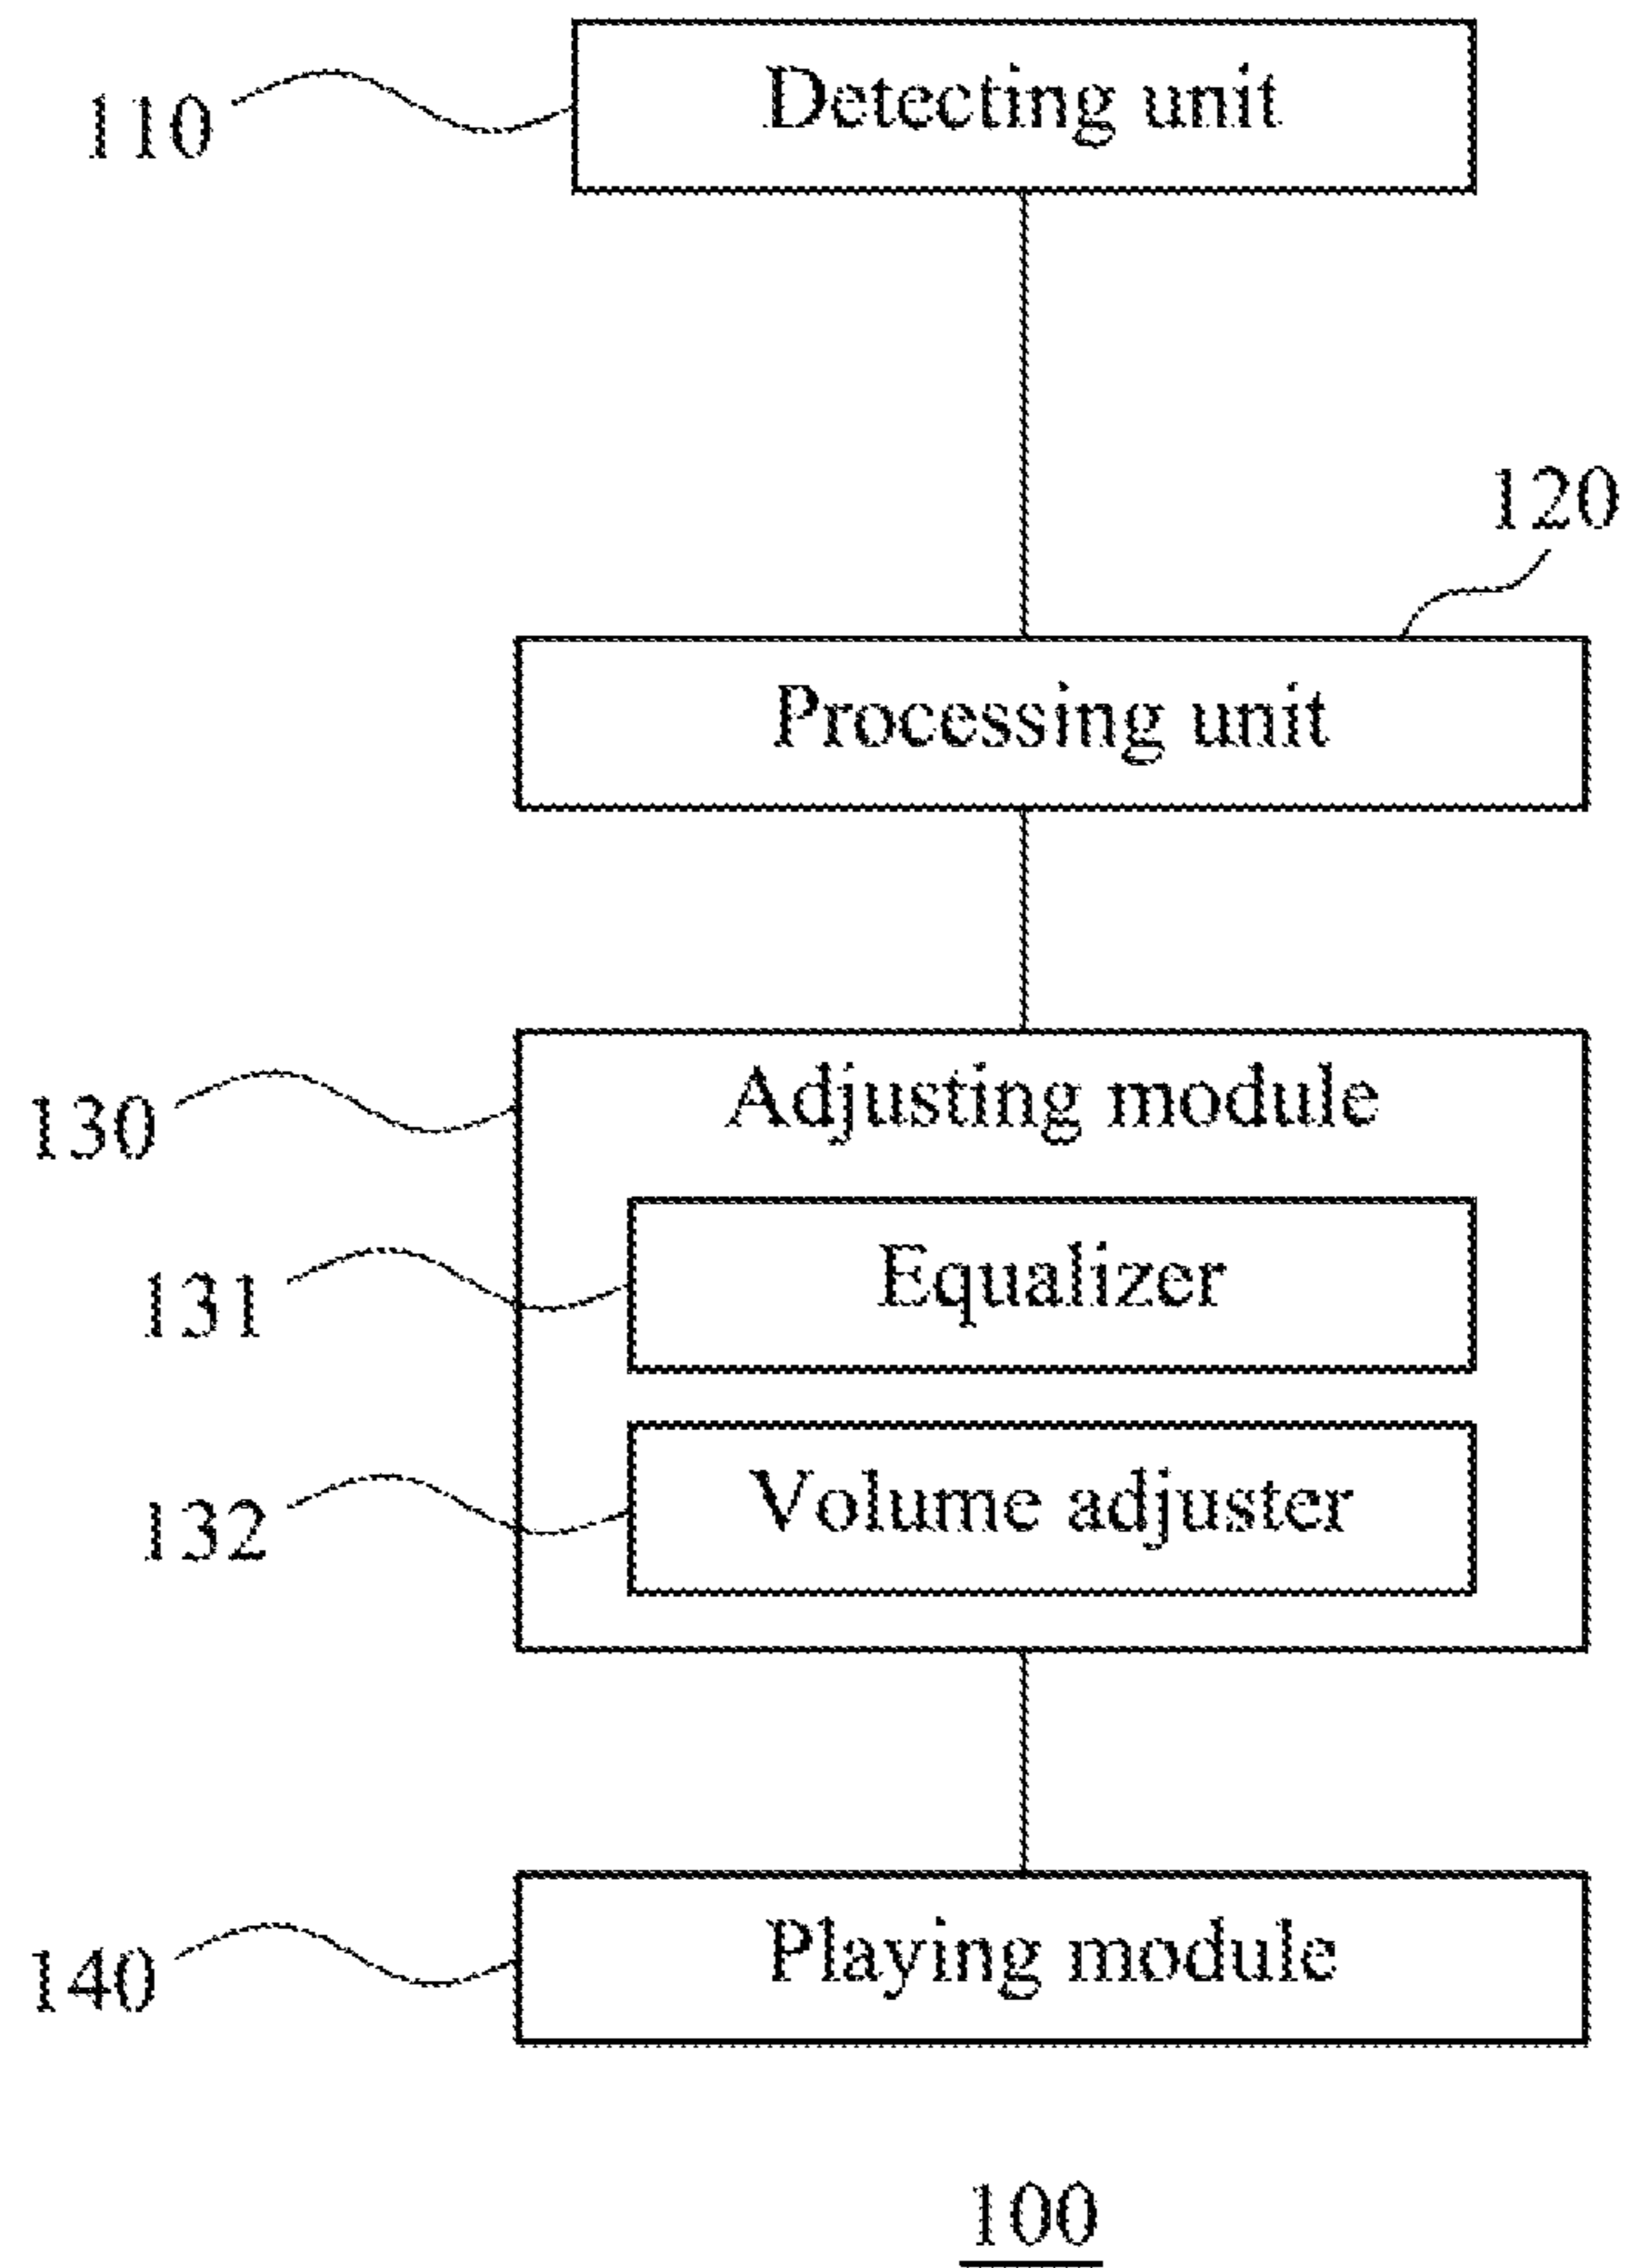 110
Detecting unit
120
Processing unit
130
Adjusting module
131
Equalizer
132
Volume adjuster
140
Playing module
100